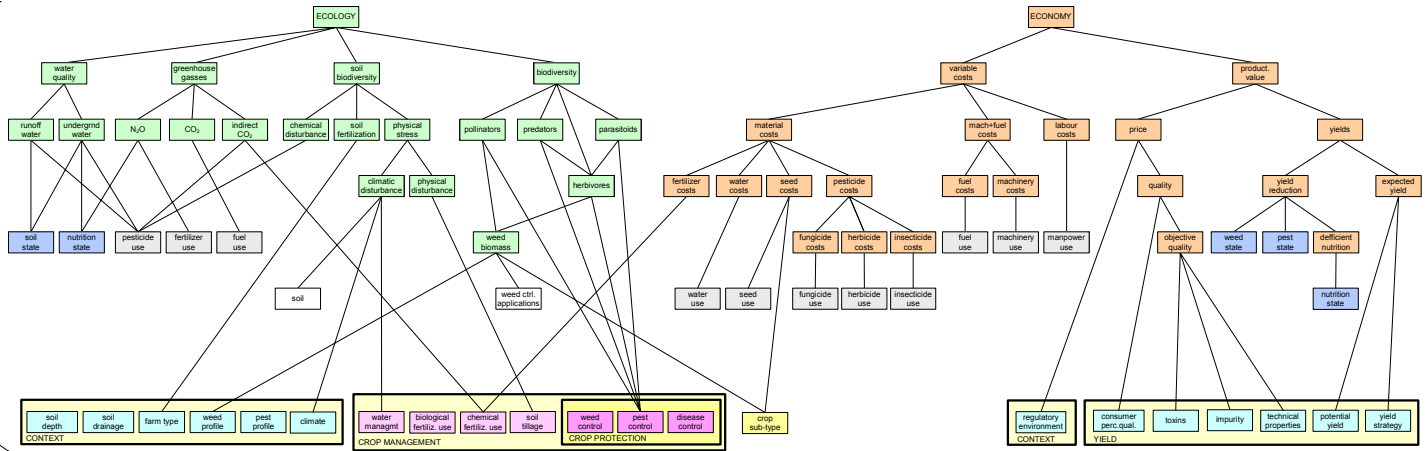 ECOLOGY
ECONOMY
water
quality
greenhouse
gasses
soil
biodiversity
biodiversity
variable
costs
product.
value
runoff
water
undergrnd
water
N₂O
CO₂
indirect
CO₂
chemical
disturbance
soil
fertilization
physical
stress
pollinators
predators
parasitoids
material
costs
mach+fuel
costs
labour
costs
price
yields
climatic
disturbance
physical
disturbance
herbivores
fertilizer
costs
water
costs
seed
costs
pesticide
costs
fuel
costs
machinery
costs
quality
yield
reduction
expected
yield
soil
state
nutrition
state
pesticide
use
fertilizer
use
fuel
use
weed
biomass
fungicide
costs
herbicide
costs
insecticide
costs
fuel
use
machinery
use
manpower
use
objective
quality
weed
state
pest
state
defficient
nutrition
soil
weed ctrl.
applications
water
use
seed
use
fungicide
use
herbicide
use
insecticide
use
nutrition
state
soil
depth
soil
drainage
farm type
weed
profile
pest
profile
climate
CONTEXT
water
managmt
biological
fertiliz. use
chemical
fertiliz. use
soil
tillage
CROP MANAGEMENT
weed
control
pest
control
disease
control
CROP PROTECTION
crop
sub-type
regulatory
environment
CONTEXT
consumer
perc.qual.
toxins
impurity
technical
properties
potential
yield
yield
strategy
YIELD